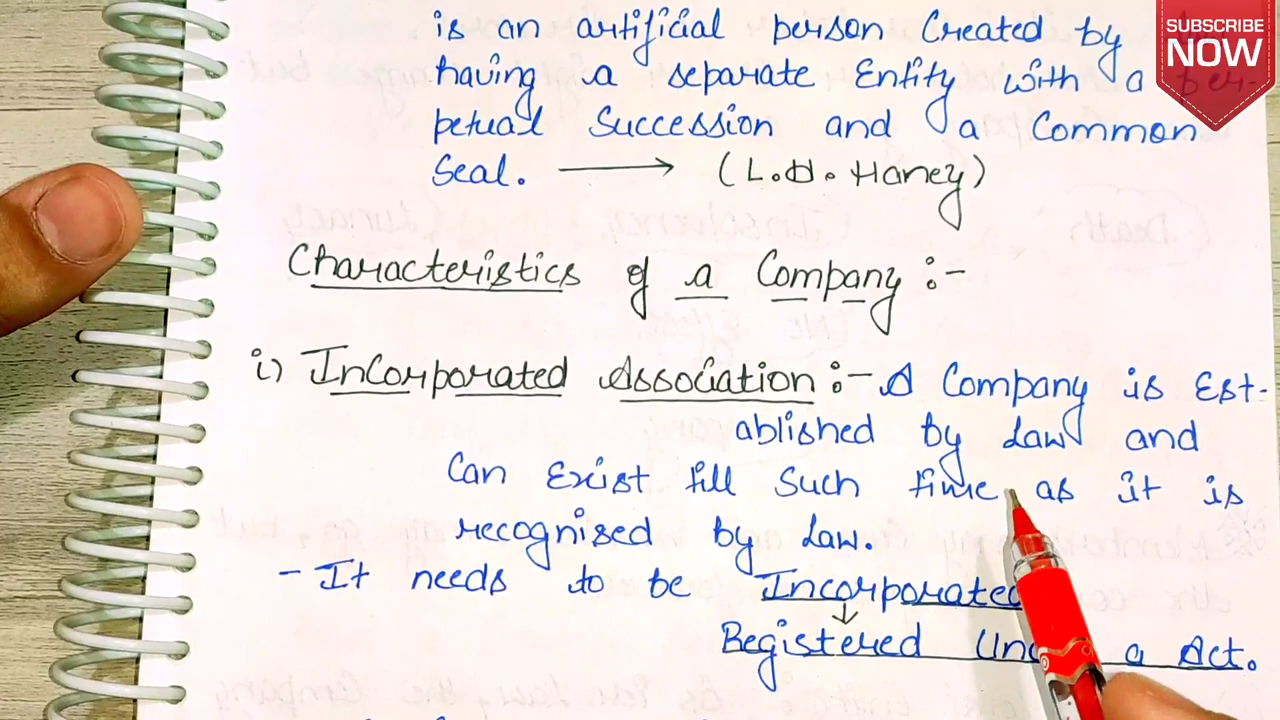 is an artificial person Created by
having a separate Entity with a per-
petual Succession and a Common
Seal. → (L.H. Haney)
Characteristics of a Company :-
i) Incorporated Association :- A Company is Est-
ablished by Law and
Can Exist till Such time as it is
recognised by Law.
- It needs to be Incorporated
↓
Registered a Act.
SUBSCRIBE
NOW